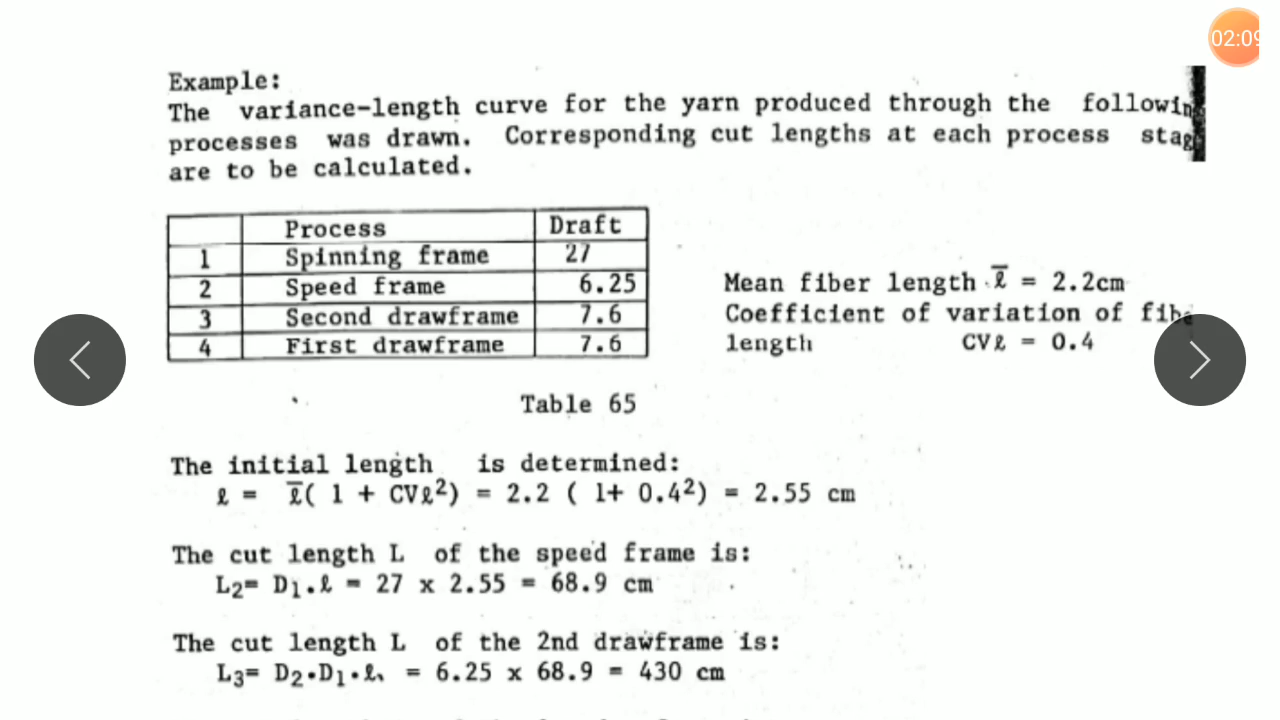 02:09
Example:
The variance-length curve for the yarn produced through the followin
processes was drawn. Corresponding cut lengths at each process stag
are to be calculated.
Process Draft
1 Spinning frame 27
2 Speed frame 6.25
3 Second drawframe 7.6
4 First drawframe 7.6
Mean fiber length ℓ̅ = 2.2cm
Coefficient of variation of fibe
length CVℓ = 0.4
Table 65
The initial length is determined:
ℓ = ℓ̅( 1 + CVℓ²) = 2.2 ( 1+ 0.4²) = 2.55 cm
The cut length L of the speed frame is:
L₂= D₁.ℓ = 27 x 2.55 = 68.9 cm
The cut length L of the 2nd drawframe is:
L₃= D₂•D₁•ℓ = 6.25 x 68.9 = 430 cm